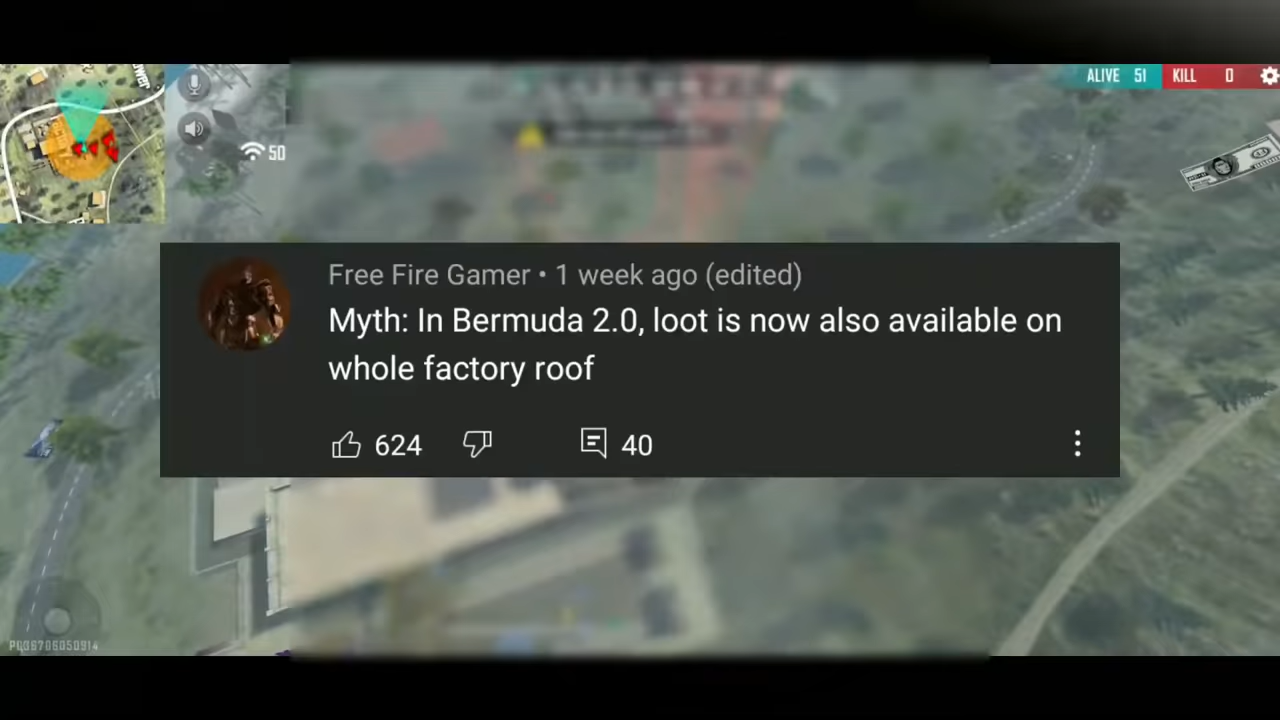 ALIVE 51 KILL 0
50
Free Fire Gamer • 1 week ago (edited)
Myth: In Bermuda 2.0, loot is now also available on
whole factory roof
624 40